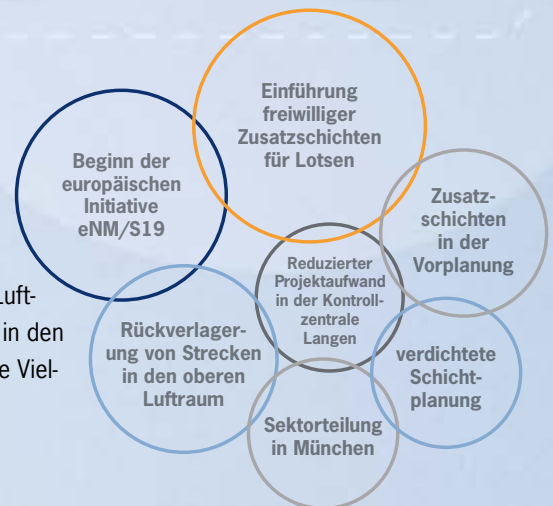 Einführung
freiwilliger
Zusatzschichten
für Lotsen
Beginn der
europäischen
Initiative
eNM/S19
Zusatz-
schichten
in der
Vorplanung
Reduzierter
Projektaufwand
in der Kontroll-
zentrale
Langen
Luft-
in den
e Viel-
Rückverlager-
ung von Strecken
in den oberen
Luftraum
verdichtete
Schicht-
planung
Sektorteilung
in München